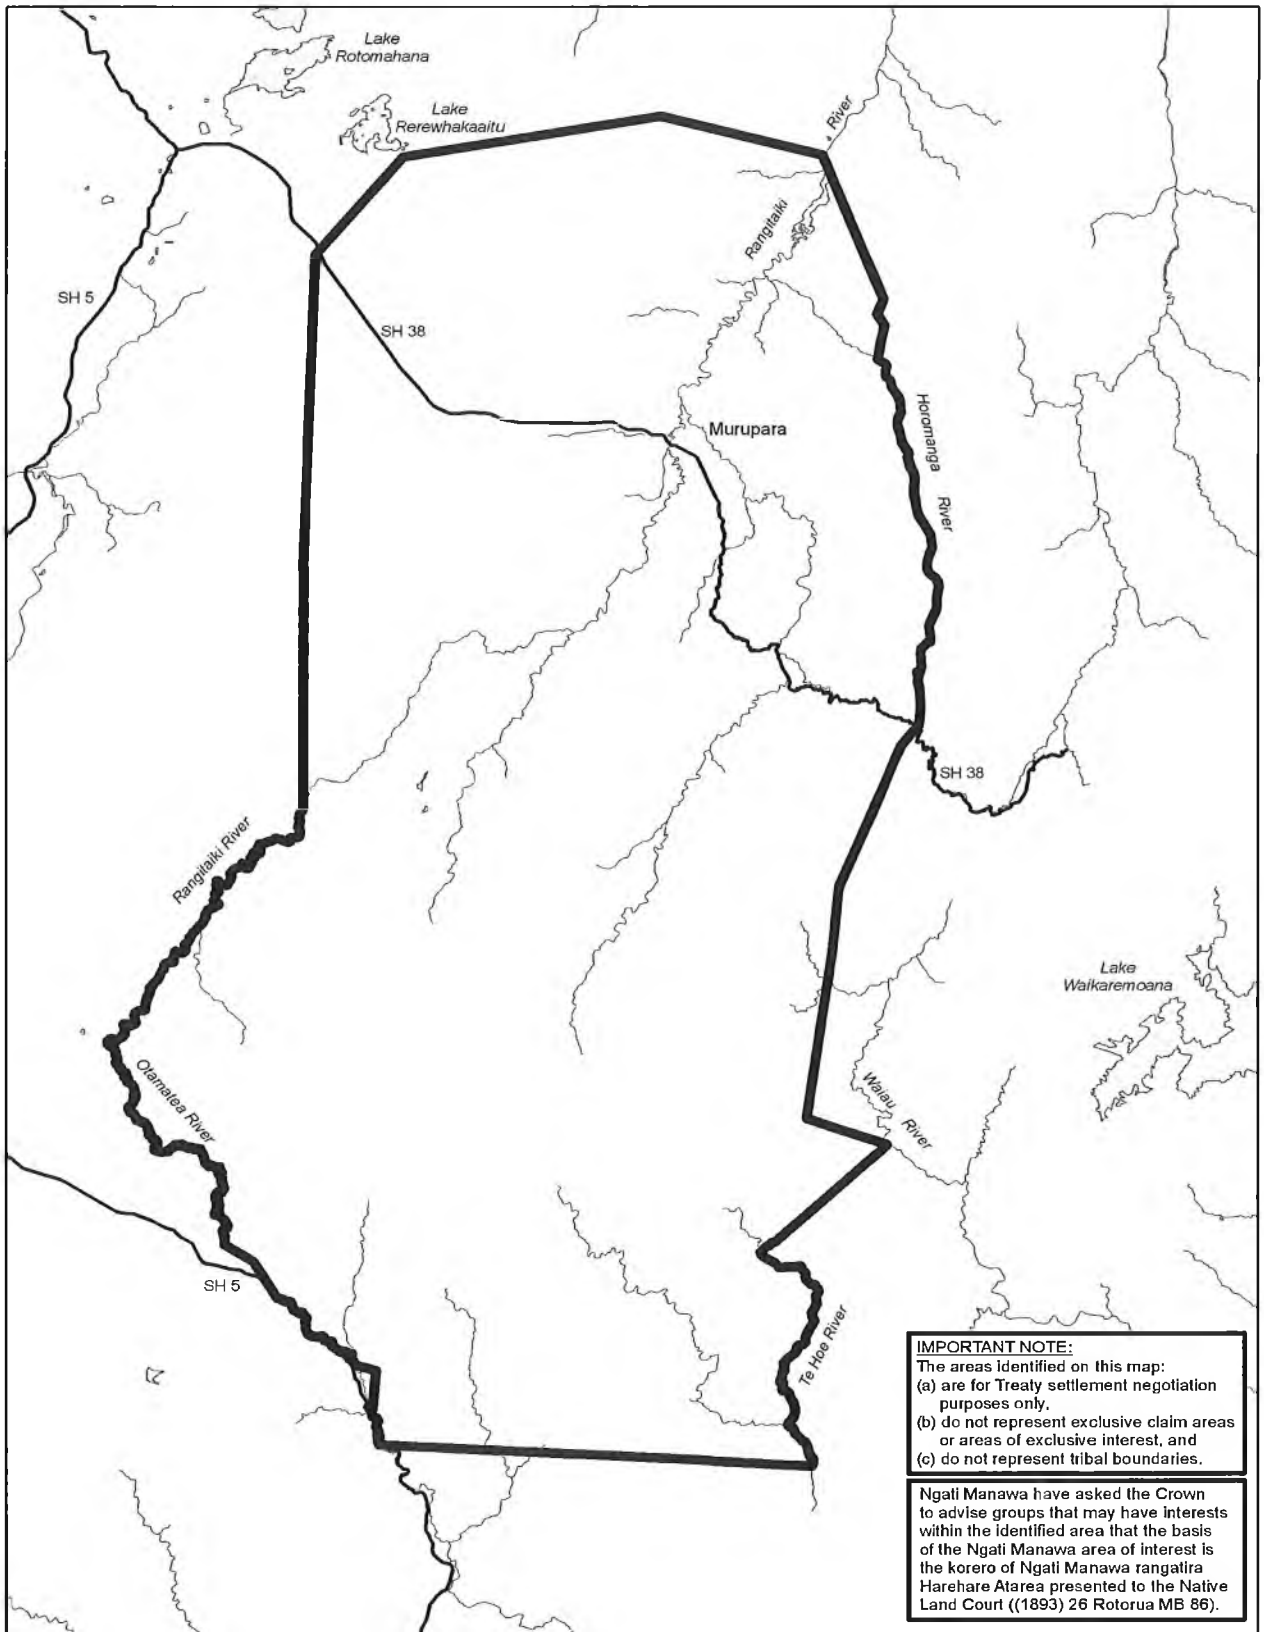 Lake
Rotomahana
Lake
Rerewhakaaitu
River
Rangitaiki
SH 5
SH 38
Murupara
Horomanga
River
SH 38
Rangitaiki River
Lake
Waikaremoana
Otamatea River
Waiau
River
SH 5
Te Hoe River
IMPORTANT NOTE:
The areas identified on this map:
(a) are for Treaty settlement negotiation
purposes only,
(b) do not represent exclusive claim areas
or areas of exclusive interest, and
(c) do not represent tribal boundaries.
Ngati Manawa have asked the Crown
to advise groups that may have interests
within the identified area that the basis
of the Ngati Manawa area of interest is
the korero of Ngati Manawa rangatira
Harehare Atarea presented to the Native
Land Court ((1893) 26 Rotorua MB 86).